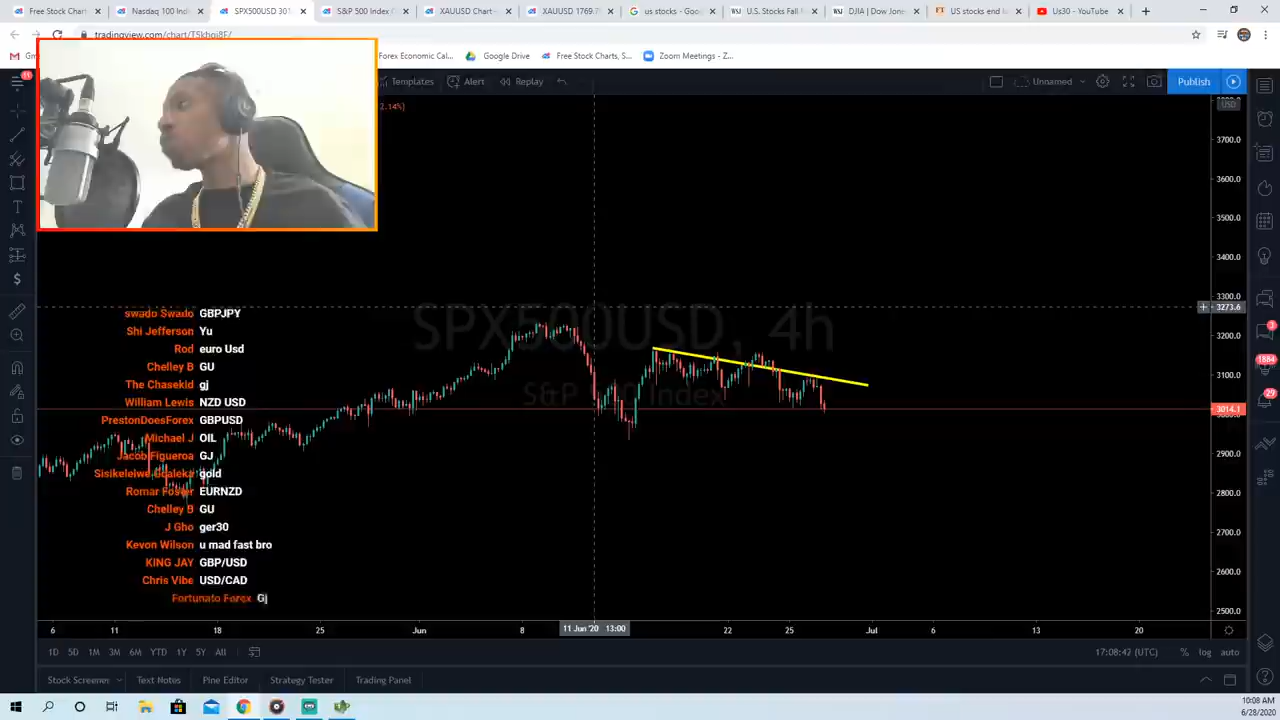 Free Stock Chart
Nasdaq 100 Ind
SPX500USD 301
S&P 500 Index C
XAUUSD Chart
XAUUSD 1769.7
us stocks - Goo
U.S. Stocks Fall
DJIA | Dow Jon
US stocks end l
Us30 - YouTube
tradingview.com/chart/T5khoj8F/
Forex Economic Cal...
Google Drive
Free Stock Charts, S...
Zoom Meetings - Z...
11
Templates
Alert
Replay
Unnamed
Publish
2.14%)
USD
3700.0
3600.0
3500.0
3400.0
3300.0
3273.6
3200.0
3100.0
3014.1
2900.0
2800.0
2700.0
2600.0
2500.0
SPX500USD, 4h
S&P 500 Index
swado Swado GBPJPY
Shi Jefferson Yu
Rod euro Usd
Chelley B GU
The Chasekid gj
William Lewis NZD USD
PrestonDoesForex GBPUSD
Michael J OIL
Jacob Figueroa GJ
gold
Romar Foster EURNZD
Chelley B GU
J Gho ger30
Kevon Wilson u mad fast bro
KING JAY GBP/USD
Chris Vibe USD/CAD
Fortunato Forex Gj
3
1884
29
6 11 18 25 Jun 8 11 Jun '20 13:00 22 25 Jul 6 13 20
1D 5D 1M 3M 6M YTD 1Y 5Y All
17:08:42 (UTC) % log auto
Stock Screener Text Notes Pine Editor Strategy Tester Trading Panel
10:08 AM
6/28/2020